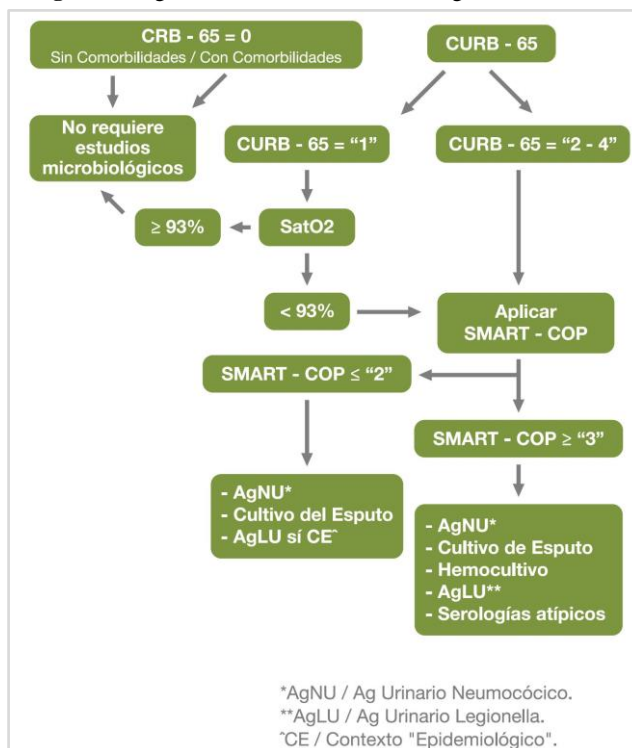 CRB - 65 = 0
Sin Comorbilidades / Con Comorbilidades
CURB - 65
No requiere
estudios
microbiológicos
CURB - 65 = “1”
CURB - 65 = “2 - 4”
≥ 93%
SatO2
< 93%
Aplicar
SMART - COP
SMART - COP ≤ “2”
SMART - COP ≥ “3”
- AgNU*
- Cultivo del Esputo
- AgLU sí CEˆ
- AgNU*
- Cultivo de Esputo
- Hemocultivo
- AgLU**
- Serologías atípicos
*AgNU / Ag Urinario Neumocócico.
**AgLU / Ag Urinario Legionella.
ˆCE / Contexto "Epidemiológico".